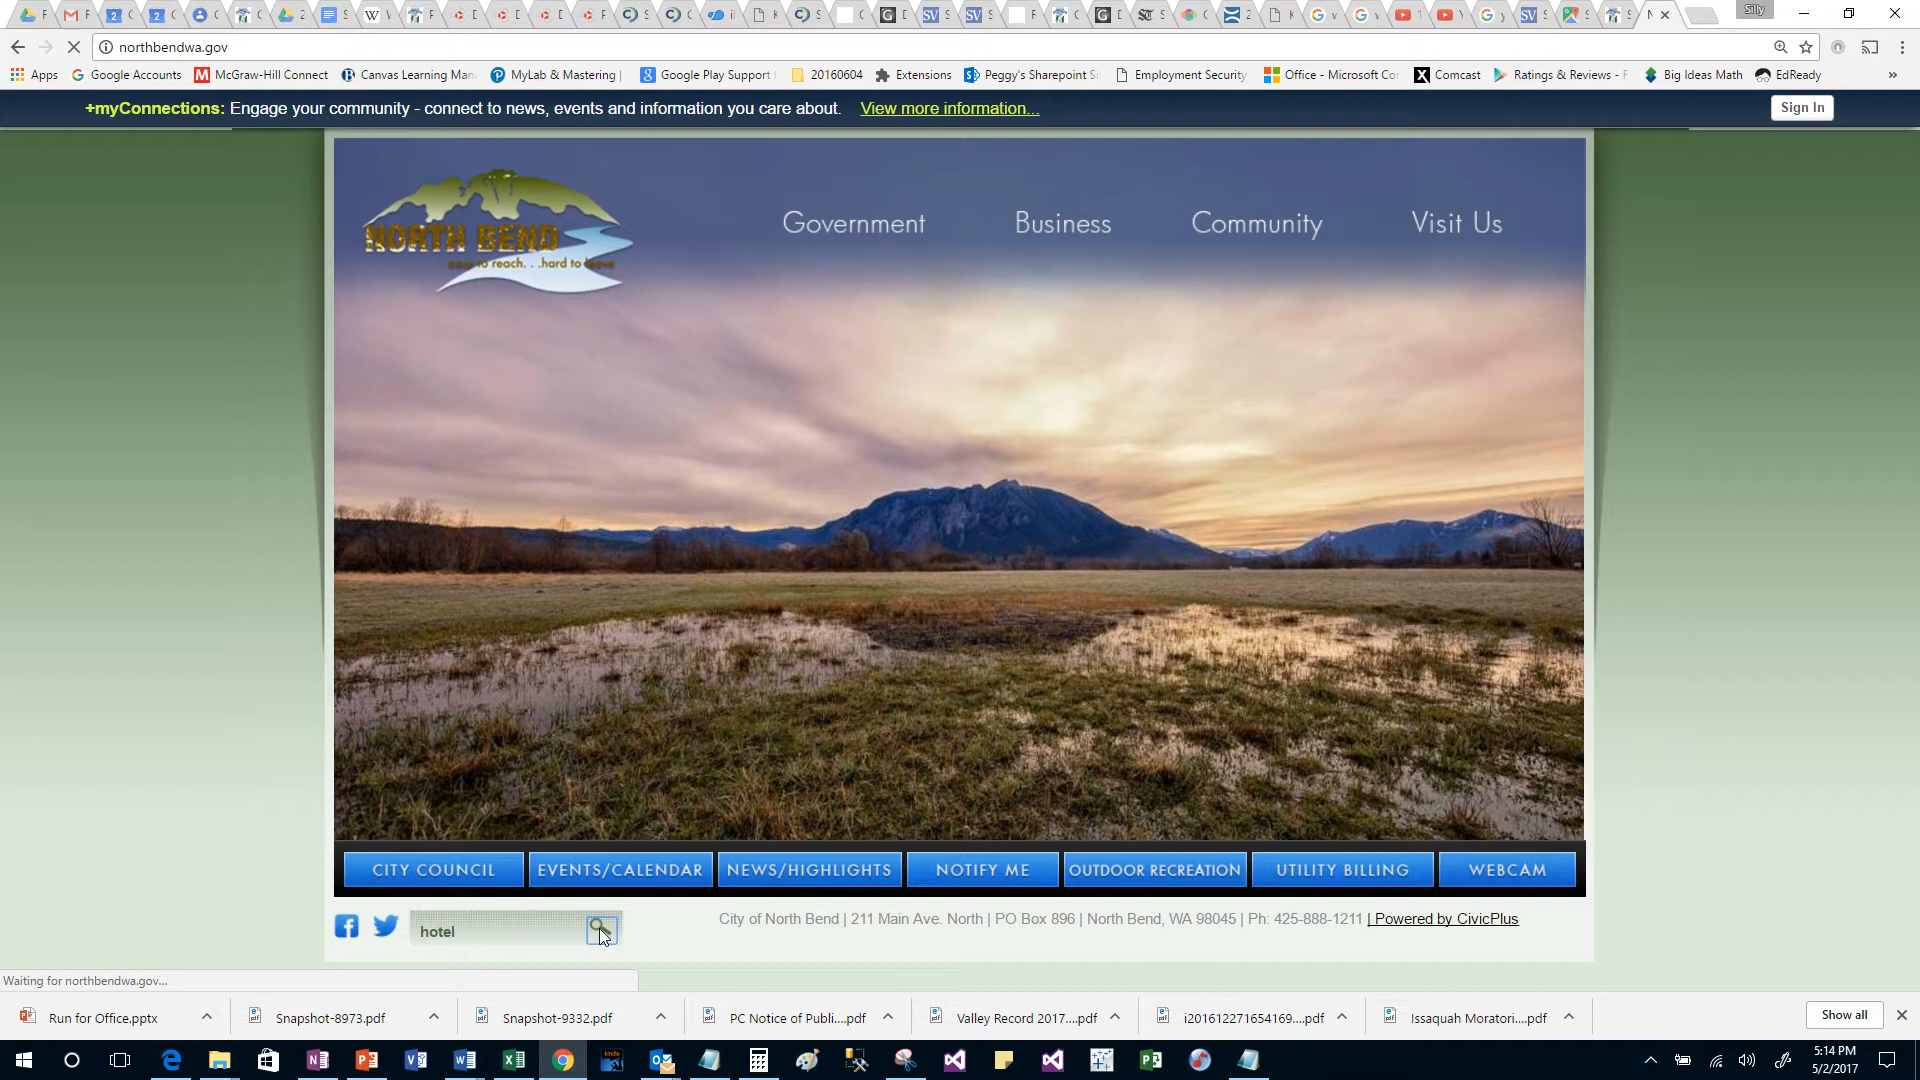 Silly
northbendwa.gov
Apps Google Accounts McGraw-Hill Connect Canvas Learning Man MyLab & Mastering | Google Play Support 20160604 Extensions Peggy's Sharepoint Si Employment Security Office - Microsoft Co Comcast Ratings & Reviews - F Big Ideas Math EdReady »
+myConnections: Engage your community - connect to news, events and information you care about. View more information... Sign In
Government Business Community Visit Us
NORTH BEND
easy to reach. . .hard to leave
CITY COUNCIL EVENTS/CALENDAR NEWS/HIGHLIGHTS NOTIFY ME OUTDOOR RECREATION UTILITY BILLING WEBCAM
hotel
City of North Bend | 211 Main Ave. North | PO Box 896 | North Bend, WA 98045 | Ph: 425-888-1211 | Powered by CivicPlus
Waiting for northbendwa.gov...
Run for Office.pptx Snapshot-8973.pdf Snapshot-9332.pdf PC Notice of Publi....pdf Valley Record 2017....pdf i201612271654169....pdf Issaquah Moratori....pdf Show all
5:14 PM
5/2/2017